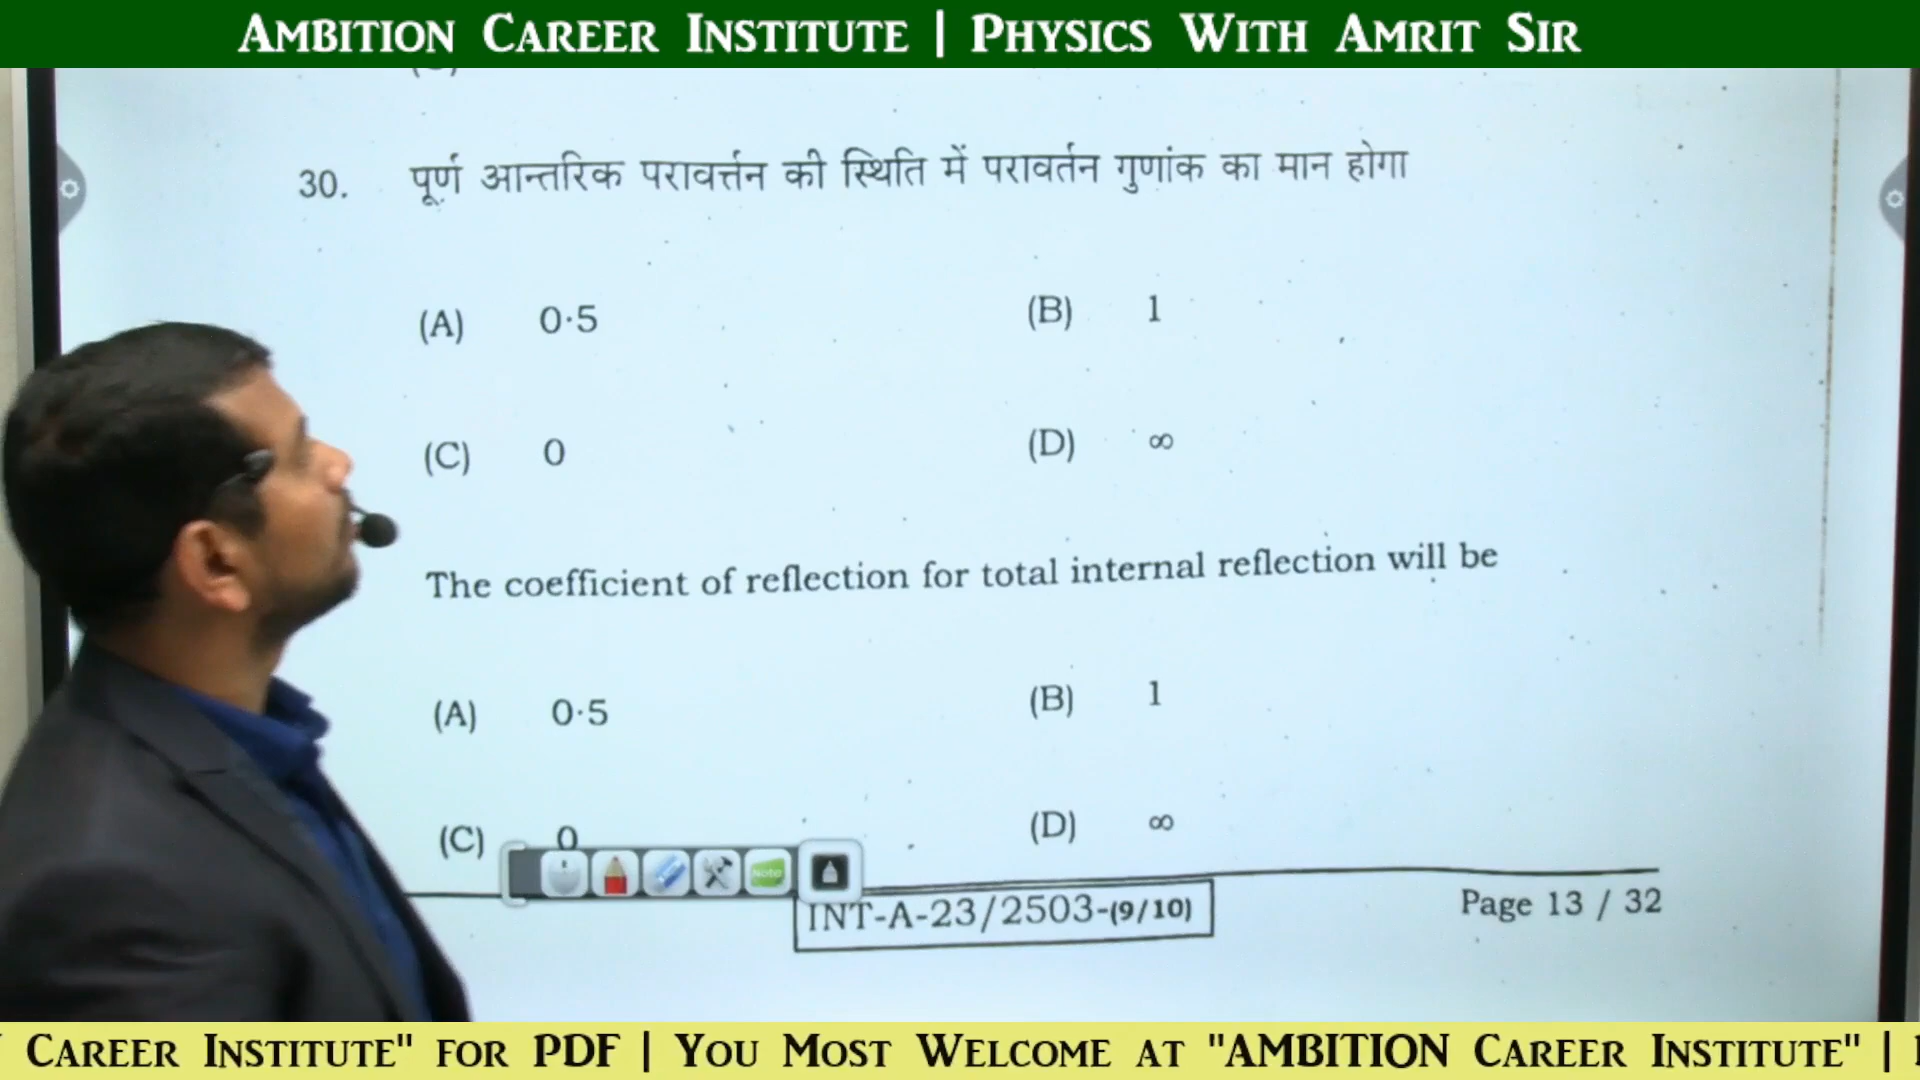 AMBITION CAREER INSTITUTE | PHYSICS WITH AMRIT SIR
30. पूर्ण आन्तरिक परावर्त्तन की स्थिति में परावर्तन गुणांक का मान होगा
(A) 0·5 (B) 1
(C) 0 (D) ∞
The coefficient of reflection for total internal reflection will be
(A) 0·5 (B) 1
(C) 0 (D) ∞
Note
INT-A-23/2503-(9/10) Page 13 / 32
CAREER INSTITUTE" FOR PDF | YOU MOST WELCOME AT "AMBITION CAREER INSTITUTE" |